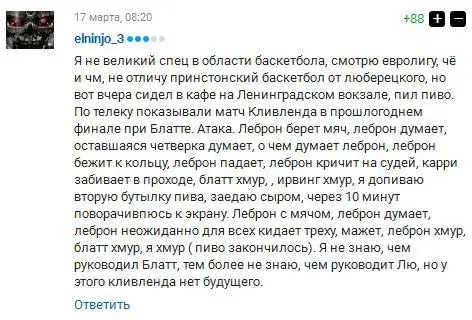 17 марта, 08:20
+88 + -
elninjo_3
Я не великий спец в области баскетбола, смотрю евролигу, чё
и чм, не отличу принстонский баскетбол от люберецкого, но
вот вчера сидел в кафе на Ленинградском вокзале, пил пиво.
По телеку показывали матч Кливленда в прошлогоднем
финале при Блатте. Атака. Леброн берет мяч, леброн думает,
оставшаяся четверка думает, о чем думает леброн, леброн
бежит к кольцу, леброн падает, леброн кричит на судей, карри
забивает в проходе, блатт хмур, , ирвинг хмур, я допиваю
вторую бутылку пива, заедаю сыром, через 10 минут
поворачивпюсь к экрану. Леброн с мячом, леброн думает,
леброн неожиданно для всех кидает треху, мажет, леброн хмур,
блатт хмур, я хмур ( пиво закончилось). Я не знаю, чем
руководил Блатт, тем более не знаю, чем руководит Лю, но у
этого кливленда нет будущего.
Ответить